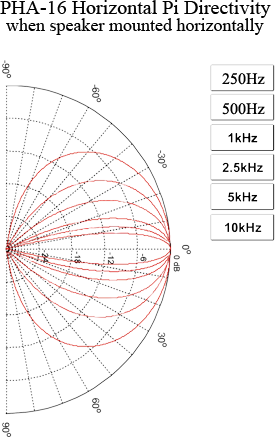 PHA-16 Horizontal Pi Directivity
when speaker mounted horizontally
250Hz
500Hz
1kHz
2.5kHz
5kHz
10kHz
-90°
-60°
-30°
0°
0 dB
-6
-12
-18
-24
30°
60°
90°